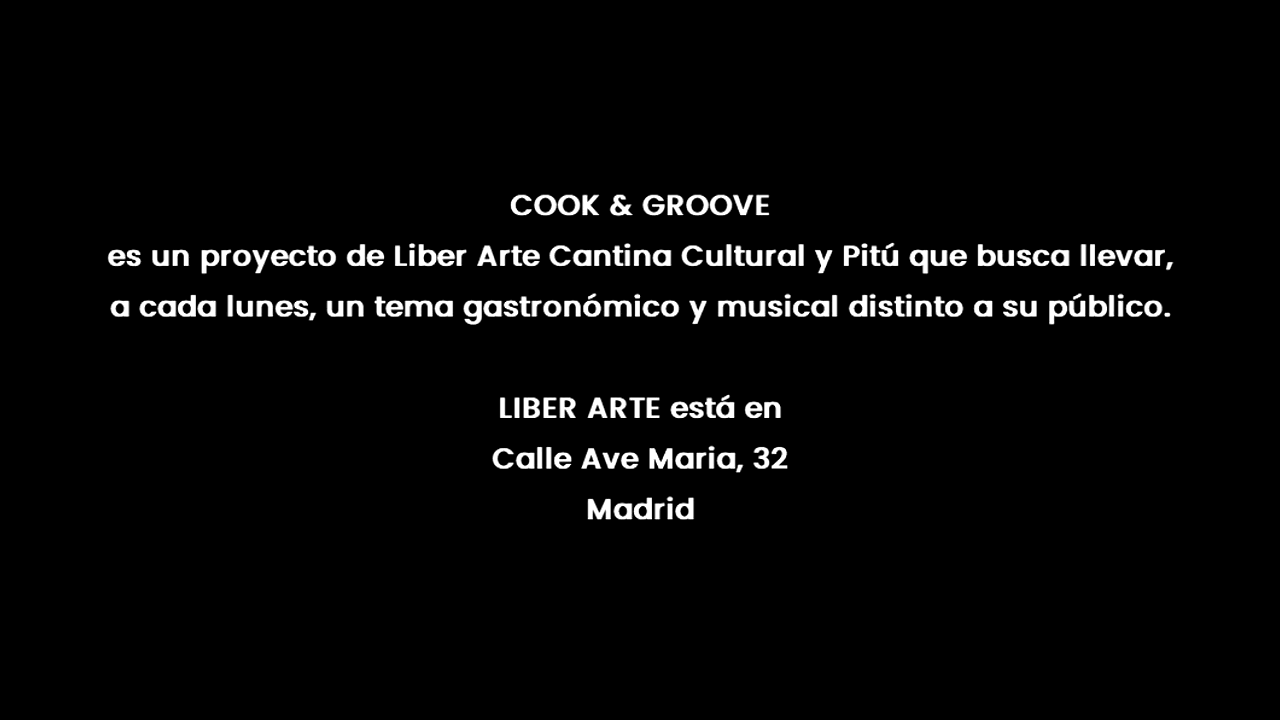 COOK & GROOVE
es un proyecto de Liber Arte Cantina Cultural y Pitú que busca llevar,
a cada lunes, un tema gastronómico y musical distinto a su público.
LIBER ARTE está en
Calle Ave Maria, 32
Madrid